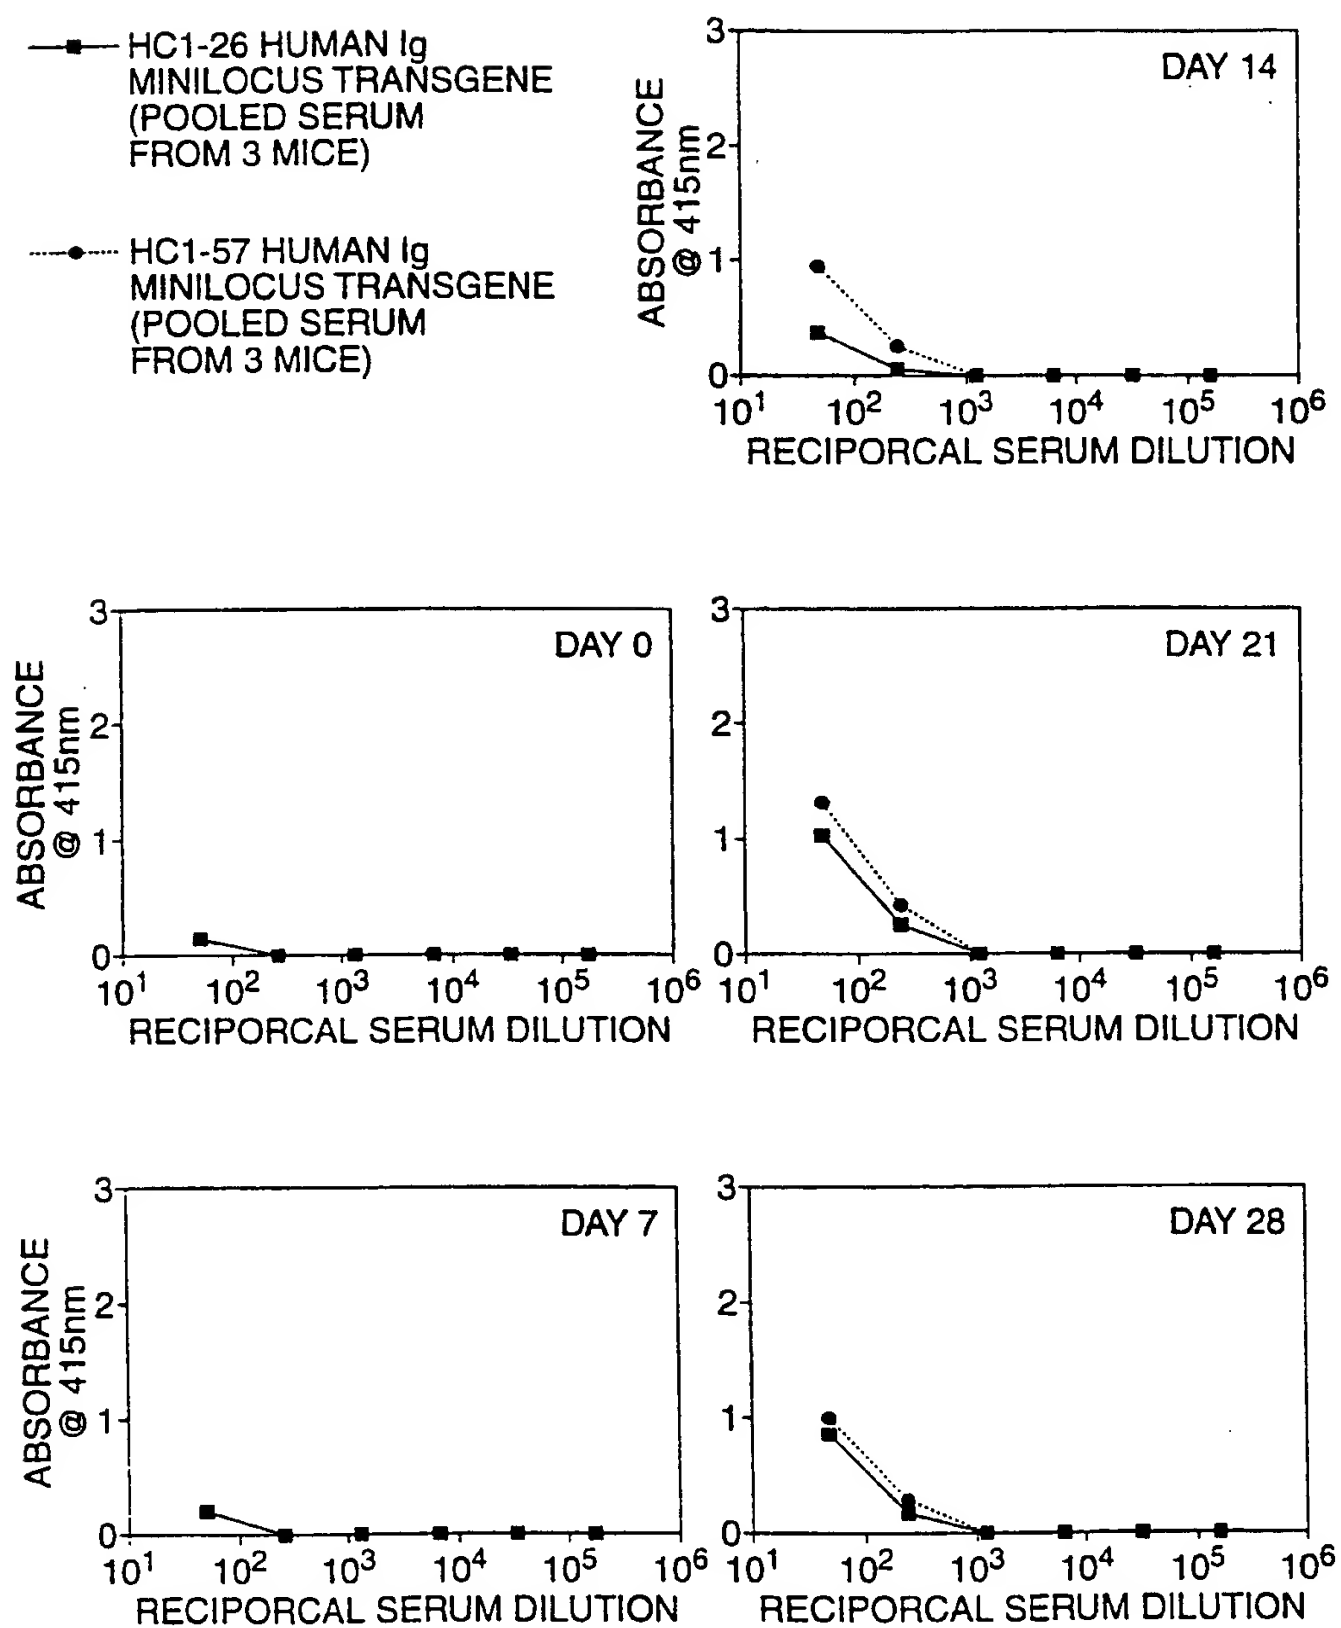 HC1-26 HUMAN Ig
MINILOCUS TRANSGENE
(POOLED SERUM
FROM 3 MICE)
HC1-57 HUMAN Ig
MINILOCUS TRANSGENE
(POOLED SERUM
FROM 3 MICE)
DAY 14
ABSORBANCE
@ 415nm
3
2
1
0
10¹ 10² 10³ 10⁴ 10⁵ 10⁶
RECIPORCAL SERUM DILUTION
DAY 0
ABSORBANCE
@ 415nm
3
2
1
0
10¹ 10² 10³ 10⁴ 10⁵ 10⁶
RECIPORCAL SERUM DILUTION
DAY 21
3
2
1
0
10¹ 10² 10³ 10⁴ 10⁵ 10⁶
RECIPORCAL SERUM DILUTION
DAY 7
ABSORBANCE
@ 415nm
3
2
1
0
10¹ 10² 10³ 10⁴ 10⁵ 10⁶
RECIPORCAL SERUM DILUTION
DAY 28
3
2
1
0
10¹ 10² 10³ 10⁴ 10⁵ 10⁶
RECIPORCAL SERUM DILUTION